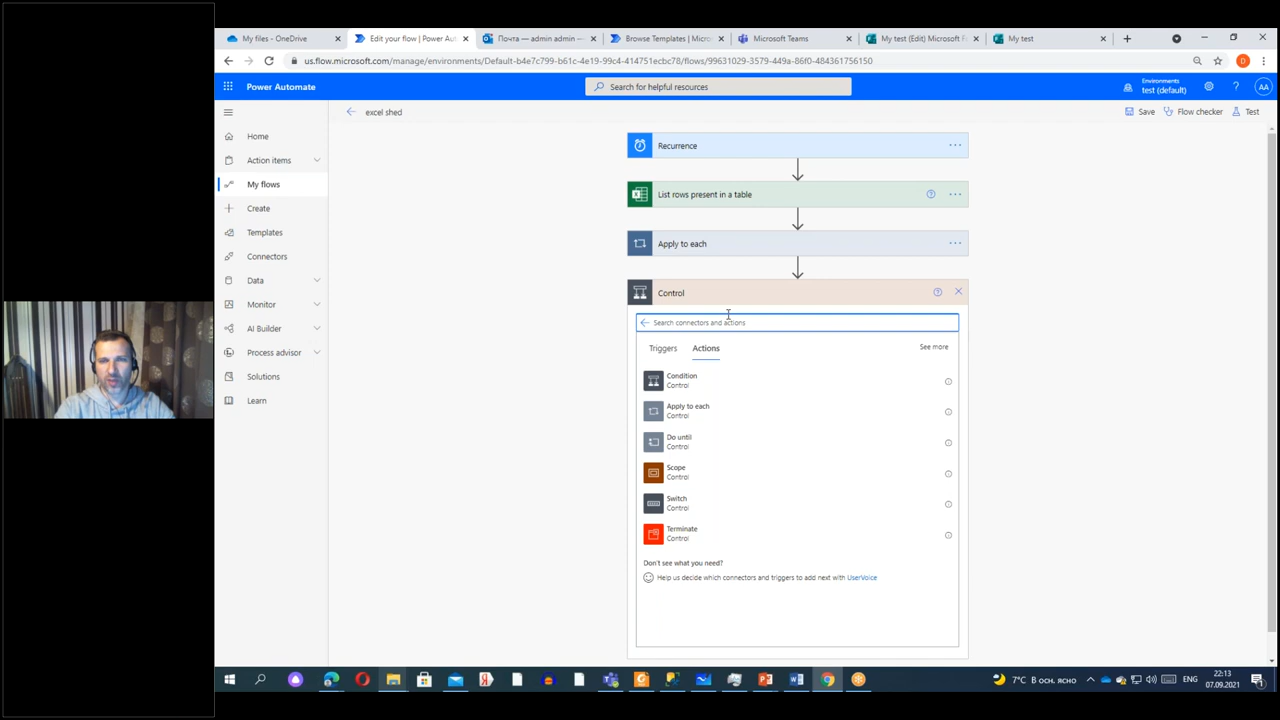 My files - OneDrive
Edit your flow | Power Au
Почта — admin admin —
Browse Templates | Micros
Microsoft Teams
My test (Edit) Microsoft F
My test
us.flow.microsoft.com/manage/environments/Default-b4e7c799-b61c-4e19-99c4-414751ecbc78/flows/99631029-3579-449a-86f0-484361756150
D
Power Automate
Search for helpful resources
Environments
test (default)
AA
excel shed
Save
Flow checker
Test
Home
Action items
My flows
Create
Templates
Connectors
Data
Monitor
AI Builder
Process advisor
Solutions
Learn
Recurrence
List rows present in a table
Apply to each
Control
Search connectors and actions
Triggers
Actions
See more
Condition
Control
Apply to each
Control
Do until
Control
Scope
Control
Switch
Control
Terminate
Control
Don't see what you need?
Help us decide which connectors and triggers to add next with UserVoice
7°C В осн. ясно
ENG
22:13
07.09.2021